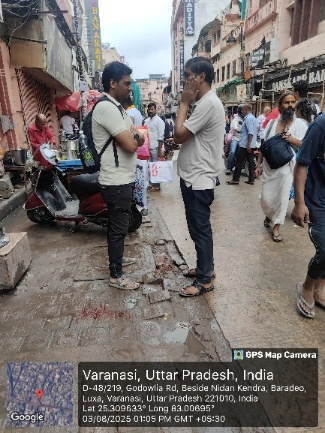 ADITYA
GPS Map Camera
Varanasi, Uttar Pradesh, India
D-48/219, Godowlia Rd, Beside Nidan Kendra, Baradeo,
Luxa, Varanasi, Uttar Pradesh 221010, India
Lat 25.309633° Long 83.00695°
03/08/2025 01:05 PM GMT +05:30
Google